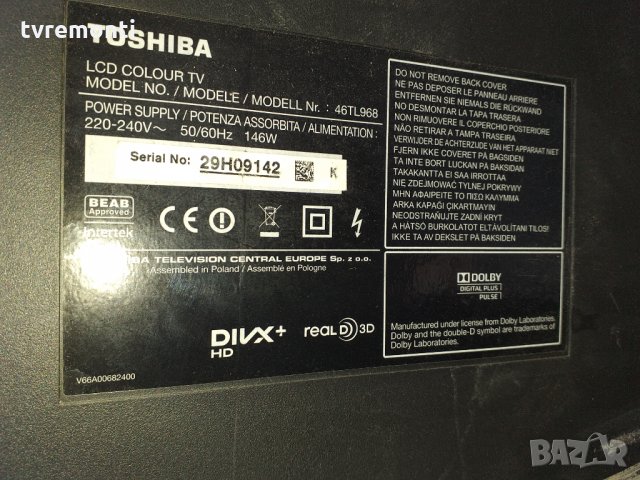 tvremonti
TOSHIBA
LCD COLOUR TV
MODEL NO. / MODELE / MODELL Nr. : 46TL968
POWER SUPPLY / POTENZA ASSORBITA / ALIMENTATION :
220-240V~ 50/60Hz 146W
Serial No: 29H09142 K
BEAB
Approved
Intertek
CE
BA TELEVISION CENTRAL EUROPE Sp. z o.o.
Assembled in Poland / Assemblé en Pologne
DIVX+
HD
REAL D 3D
V66A00682400
DO NOT REMOVE BACK COVER
NE PAS DEPOSER LE PANNEAU ARRIERE
ENTFERNEN SIE NIEMALS DIE RÜCKWAND
NO DESMONTAR LA TAPA TRASERA
NON RIMUOVERE IL COPERCHIO POSTERIORE
NÃO RETIRAR A TAMPA TRASEIRA
VERWIJDER DE ACHTERZIJDE VAN HET APPARAAT NIET
FJERN IKKE COVERET PÅ BAGSIDEN
TA INTE BORT LUCKAN PÅ BAKSIDAN
TAKAKANTTA EI SAA IRROTTAA
NIE ZDEJMOWAĆ TYLNEJ POKRYWY
ΜΗΝ ΑΦΑΙΡΕΙΤΕ ΤΟ ΠΙΣΩ ΚΑΛΥΜΜΑ
ARKA KAPAĞI ÇIKARTMAYIN
NEODSTRAŇUJTE ZADNÍ KRYT
A HÁTSÓ BURKOLATOT ELTÁVOLÍTANI TILOS!
IKKE TA AV DEKSLET PÅ BAKSIDEN
DOLBY
DIGITAL PLUS
PULSE
Manufactured under license from Dolby Laboratories.
Dolby and the double-D symbol are trademarks of
Dolby Laboratories.
BAZAR